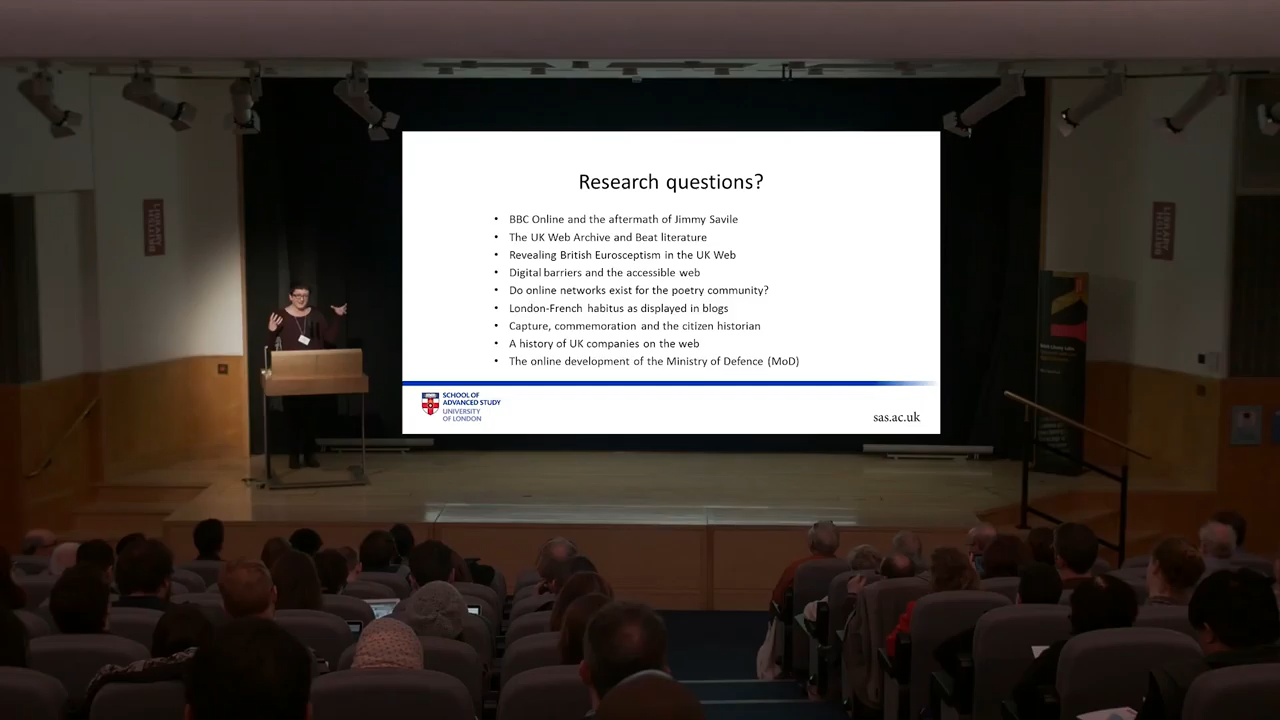 Research questions?
• BBC Online and the aftermath of Jimmy Savile
• The UK Web Archive and Beat literature
• Revealing British Eurosceptism in the UK Web
• Digital barriers and the accessible web
• Do online networks exist for the poetry community?
• London-French habitus as displayed in blogs
• Capture, commemoration and the citizen historian
• A history of UK companies on the web
• The online development of the Ministry of Defence (MoD)
SCHOOL OF
ADVANCED STUDY
UNIVERSITY
OF LONDON
sas.ac.uk